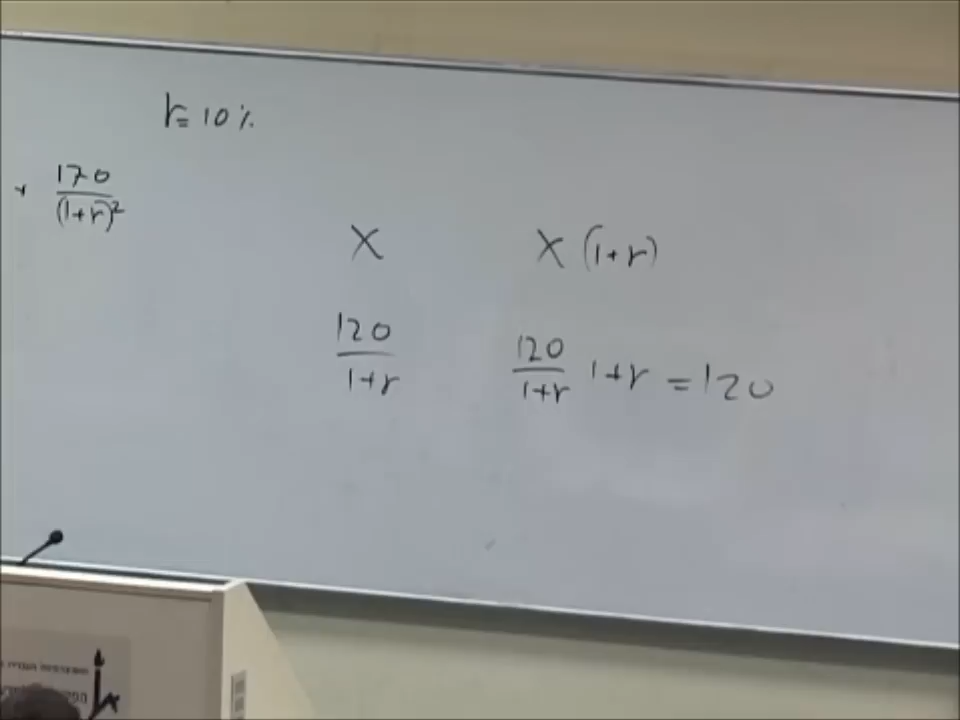 r = 10%
+ 170/(1+r)²
X X (1+r)
120/1+r 120/1+r 1+r = 120